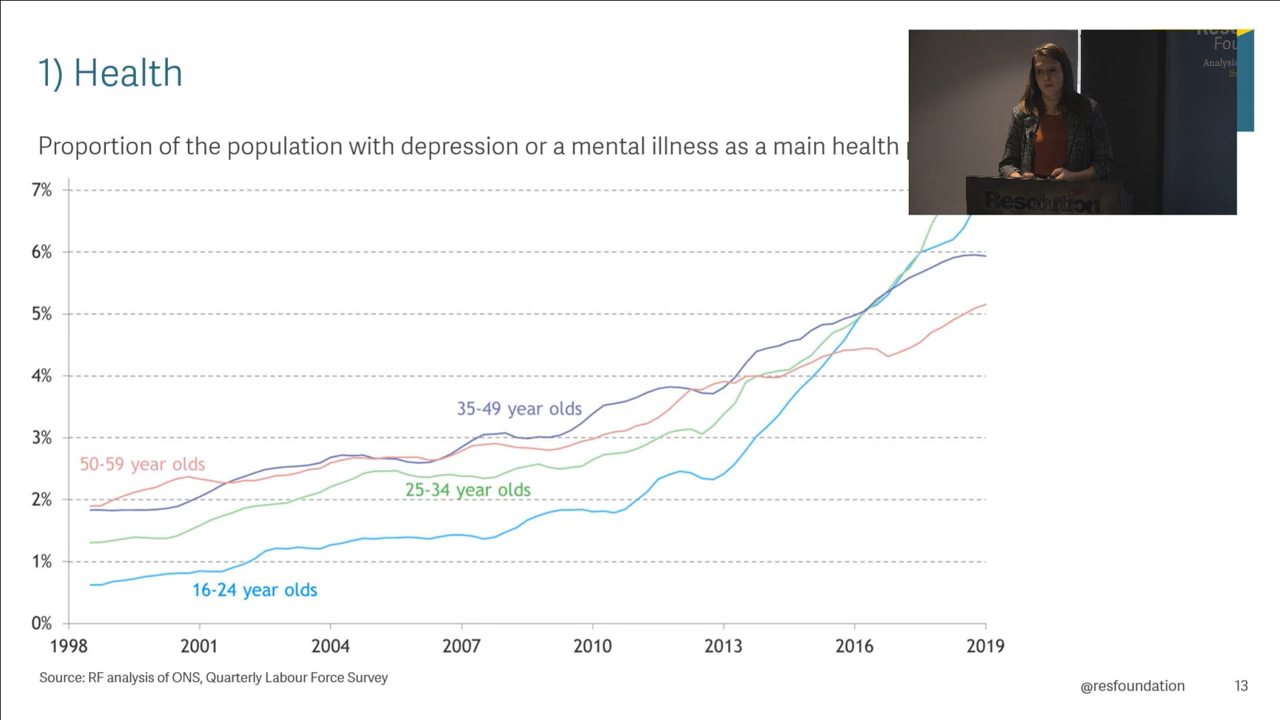 1) Health
Fou
Analysis
Proportion of the population with depression or a mental illness as a main health
Resolution
7%
6%
5%
4%
3%
2%
1%
0%
35-49 year olds
50-59 year olds
25-34 year olds
16-24 year olds
1998
2001
2004
2007
2010
2013
2016
2019
Source: RF analysis of ONS, Quarterly Labour Force Survey
@resfoundation
13